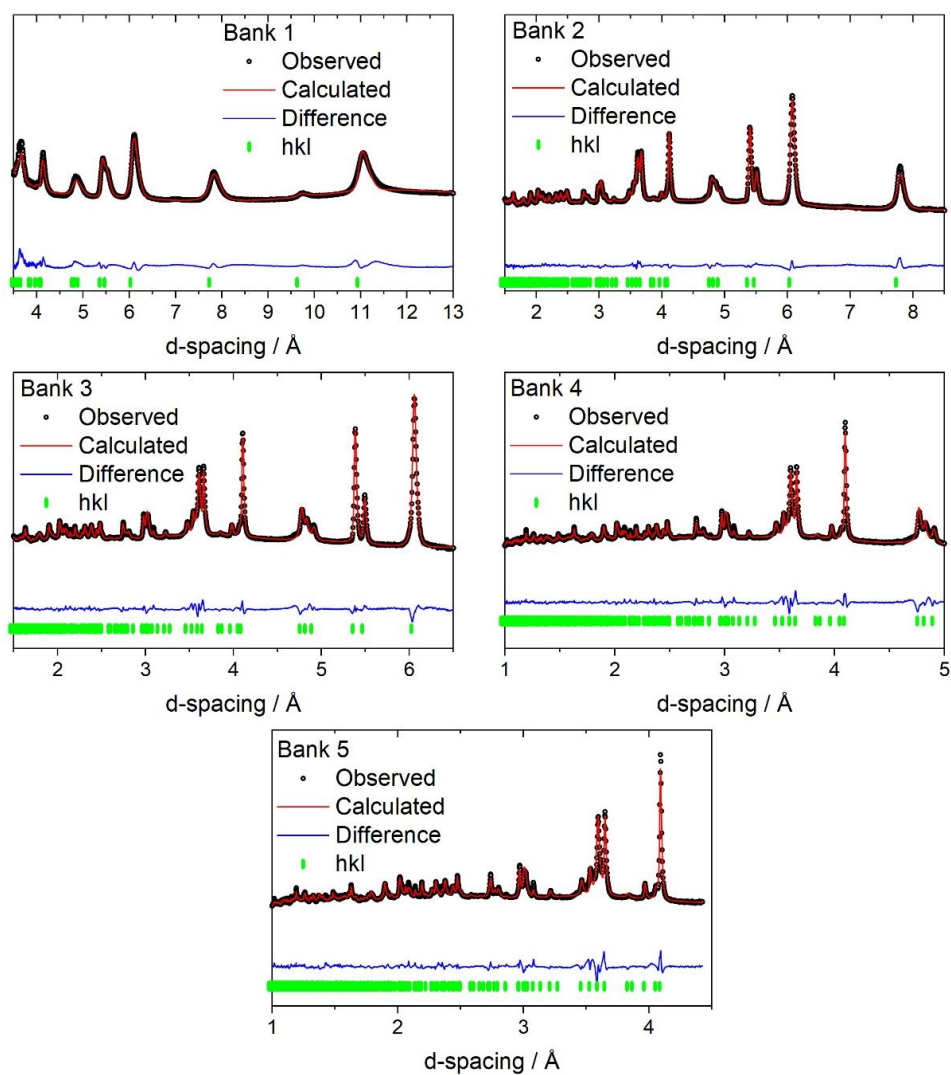 Bank 1
Observed
Calculated
Difference
hkl
4 5 6 7 8 9 10 11 12 13
d-spacing / Å
Bank 2
Observed
Calculated
Difference
hkl
2 3 4 5 6 7 8
d-spacing / Å
Bank 3
Observed
Calculated
Difference
hkl
2 3 4 5 6
d-spacing / Å
Bank 4
Observed
Calculated
Difference
hkl
1 2 3 4 5
d-spacing / Å
Bank 5
Observed
Calculated
Difference
hkl
1 2 3 4
d-spacing / Å